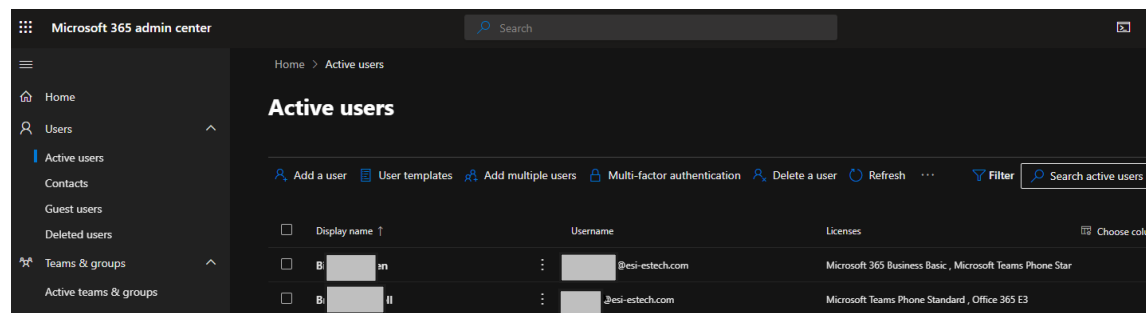 Microsoft 365 admin center
Search
Home > Active users
Home
Active users
Users
Active users
Add a user User templates Add multiple users Multi-factor authentication Delete a user Refresh ... Filter Search active users
Contacts
Guest users
Deleted users
Display name ↑ Username Licenses Choose colu
Teams & groups
Bi en @esi-estech.com Microsoft 365 Business Basic , Microsoft Teams Phone Star
Active teams & groups
ll @esi-estech.com Microsoft Teams Phone Standard , Office 365 E3